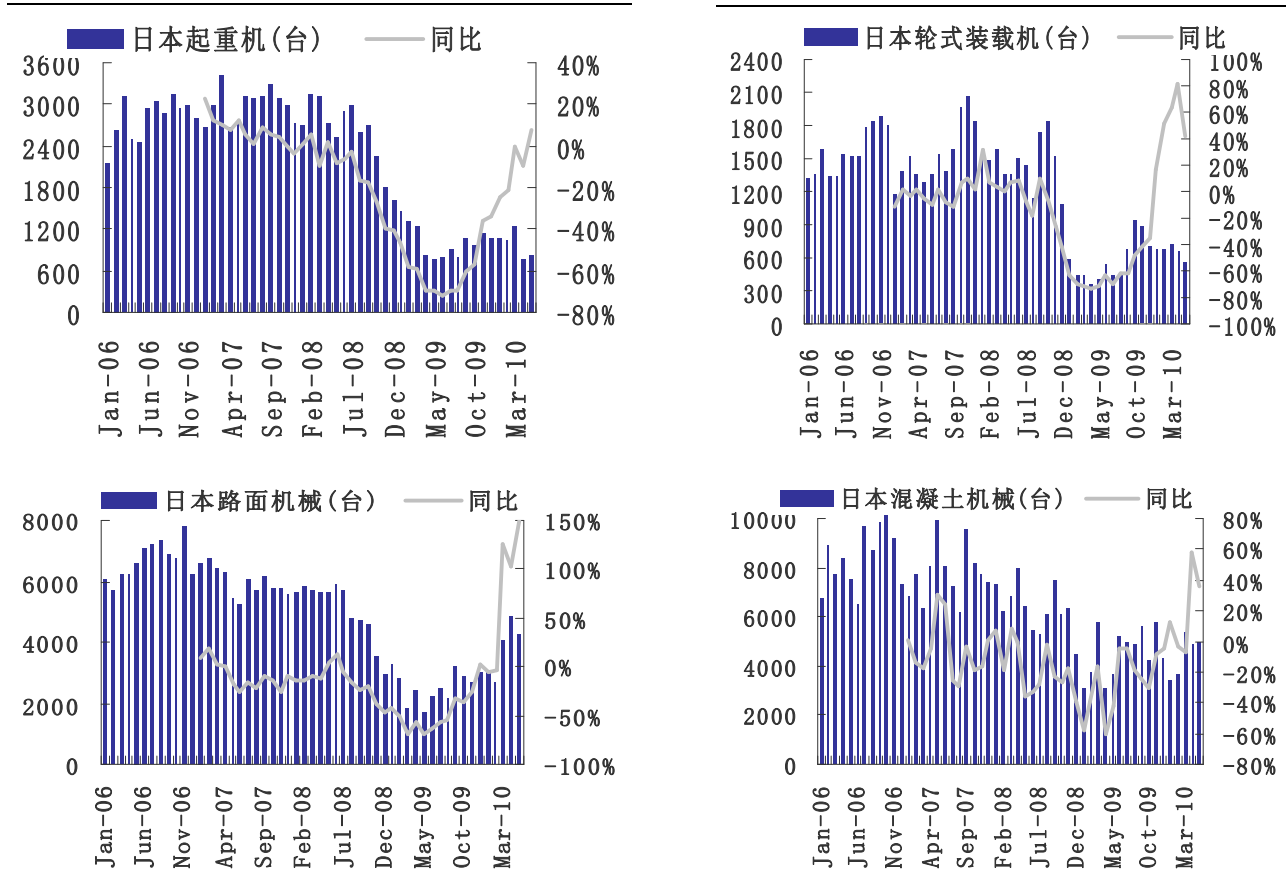 日本起重机(台) 同比
3600
3000
2400
1800
1200
600
0
40%
20%
0%
-20%
-40%
-60%
-80%
Jan-06
Jun-06
Nov-06
Apr-07
Sep-07
Feb-08
Jul-08
Dec-08
May-09
Oct-09
Mar-10
日本轮式装载机(台) 同比
2400
2100
1800
1500
1200
900
600
300
0
100%
80%
60%
40%
20%
0%
-20%
-40%
-60%
-80%
-100%
Jan-06
Jun-06
Nov-06
Apr-07
Sep-07
Feb-08
Jul-08
Dec-08
May-09
Oct-09
Mar-10
日本路面机械(台) 同比
8000
6000
4000
2000
0
150%
100%
50%
0%
-50%
-100%
Jan-06
Jun-06
Nov-06
Apr-07
Sep-07
Feb-08
Jul-08
Dec-08
May-09
Oct-09
Mar-10
日本混凝土机械(台) 同比
10000
8000
6000
4000
2000
0
80%
60%
40%
20%
0%
-20%
-40%
-60%
-80%
Jan-06
Jun-06
Nov-06
Apr-07
Sep-07
Feb-08
Jul-08
Dec-08
May-09
Oct-09
Mar-10